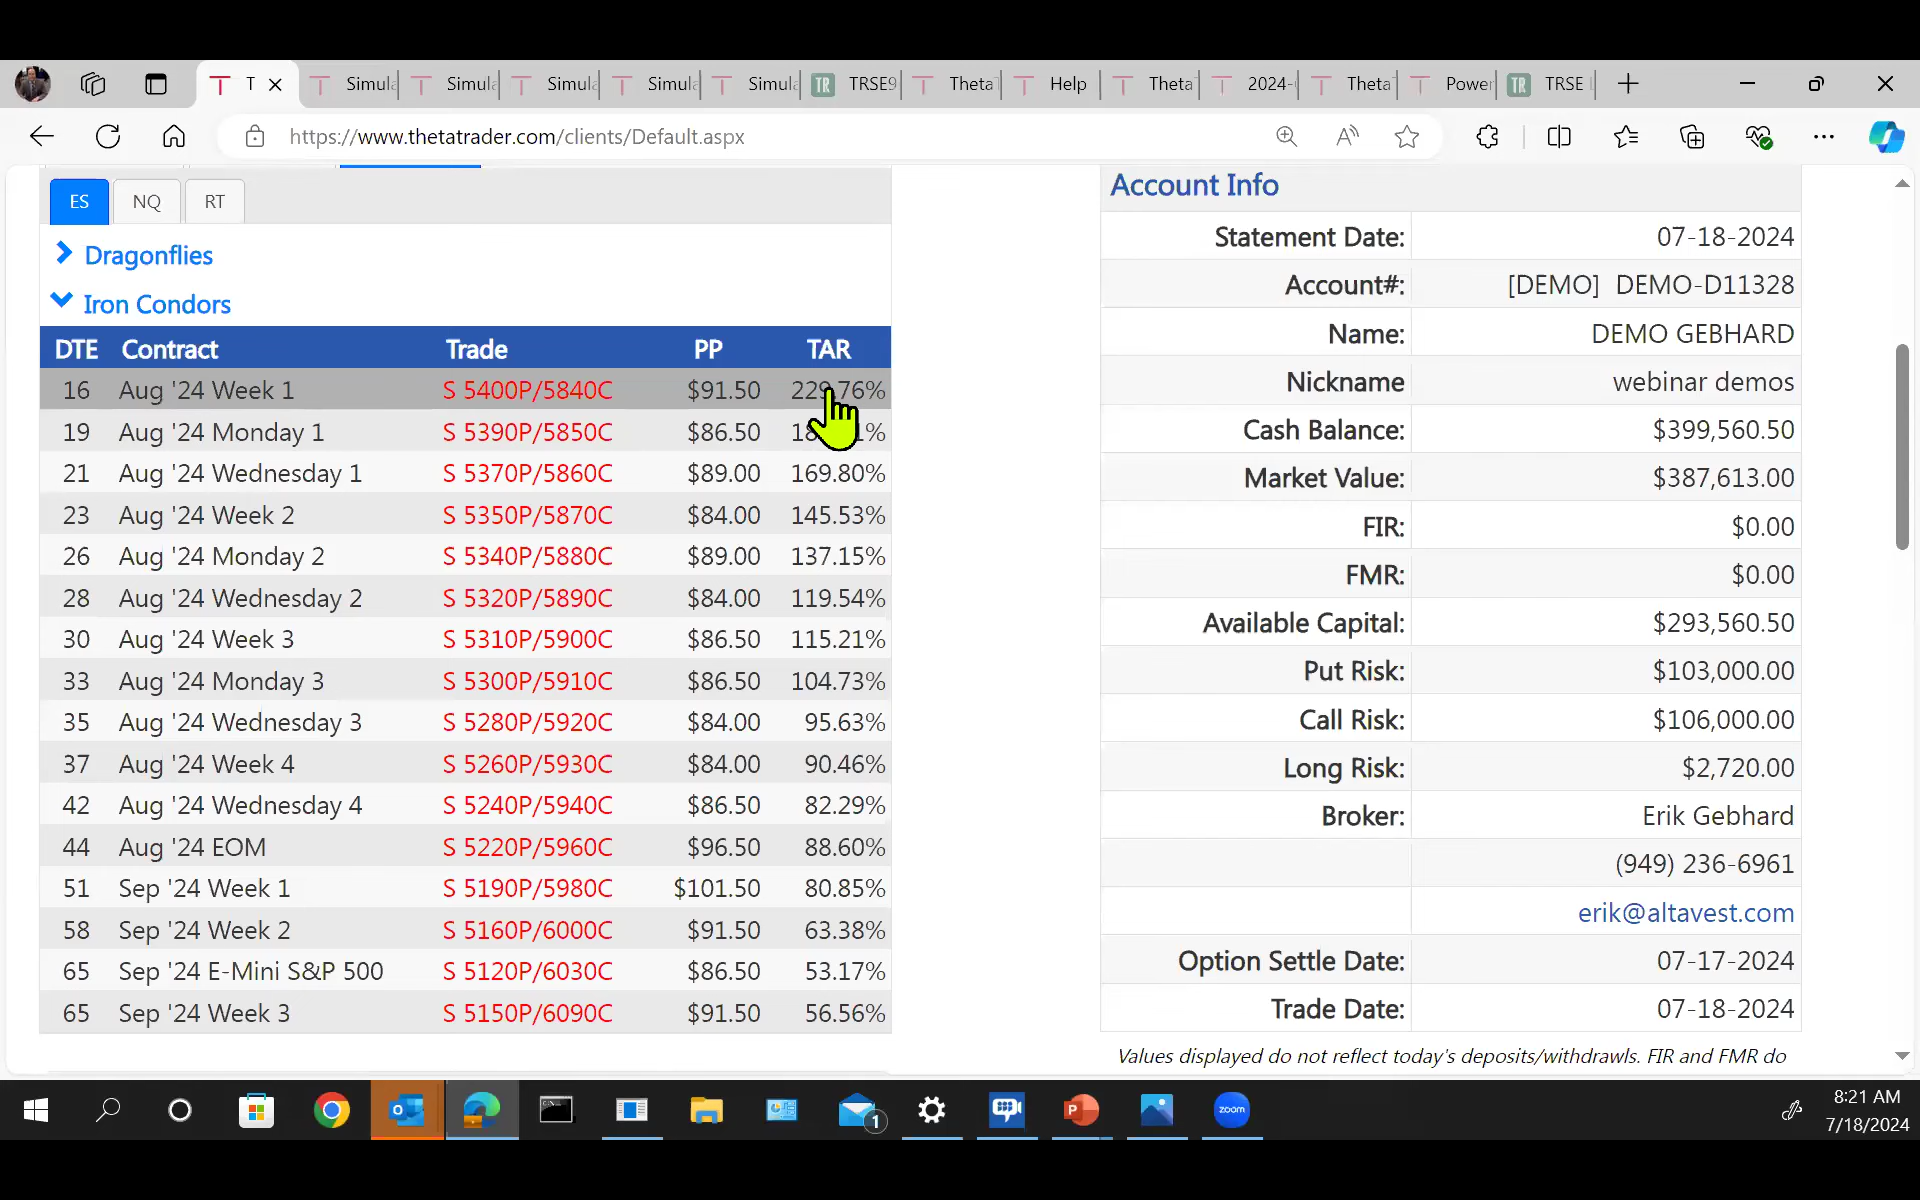 T Simula Simula Simula Simula Simula TRSE9 Theta Help Theta 2024- Theta Power TRSE
https://www.thetatrader.com/clients/Default.aspx
ES NQ RT
Dragonflies
Iron Condors
DTE Contract Trade PP TAR
16 Aug '24 Week 1 S 5400P/5840C $91.50 229.76%
19 Aug '24 Monday 1 S 5390P/5850C $86.50
21 Aug '24 Wednesday 1 S 5370P/5860C $89.00 169.80%
23 Aug '24 Week 2 S 5350P/5870C $84.00 145.53%
26 Aug '24 Monday 2 S 5340P/5880C $89.00 137.15%
28 Aug '24 Wednesday 2 S 5320P/5890C $84.00 119.54%
30 Aug '24 Week 3 S 5310P/5900C $86.50 115.21%
33 Aug '24 Monday 3 S 5300P/5910C $86.50 104.73%
35 Aug '24 Wednesday 3 S 5280P/5920C $84.00 95.63%
37 Aug '24 Week 4 S 5260P/5930C $84.00 90.46%
42 Aug '24 Wednesday 4 S 5240P/5940C $86.50 82.29%
44 Aug '24 EOM S 5220P/5960C $96.50 88.60%
51 Sep '24 Week 1 S 5190P/5980C $101.50 80.85%
58 Sep '24 Week 2 S 5160P/6000C $91.50 63.38%
65 Sep '24 E-Mini S&P 500 S 5120P/6030C $86.50 53.17%
65 Sep '24 Week 3 S 5150P/6090C $91.50 56.56%
Account Info
Statement Date: 07-18-2024
Account#: [DEMO] DEMO-D11328
Name: DEMO GEBHARD
Nickname webinar demos
Cash Balance: $399,560.50
Market Value: $387,613.00
FIR: $0.00
FMR: $0.00
Available Capital: $293,560.50
Put Risk: $103,000.00
Call Risk: $106,000.00
Long Risk: $2,720.00
Broker: Erik Gebhard
(949) 236-6961
erik@altavest.com
Option Settle Date: 07-17-2024
Trade Date: 07-18-2024
Values displayed do not reflect today's deposits/withdrawls. FIR and FMR do
1
zoom
8:21 AM
7/18/2024